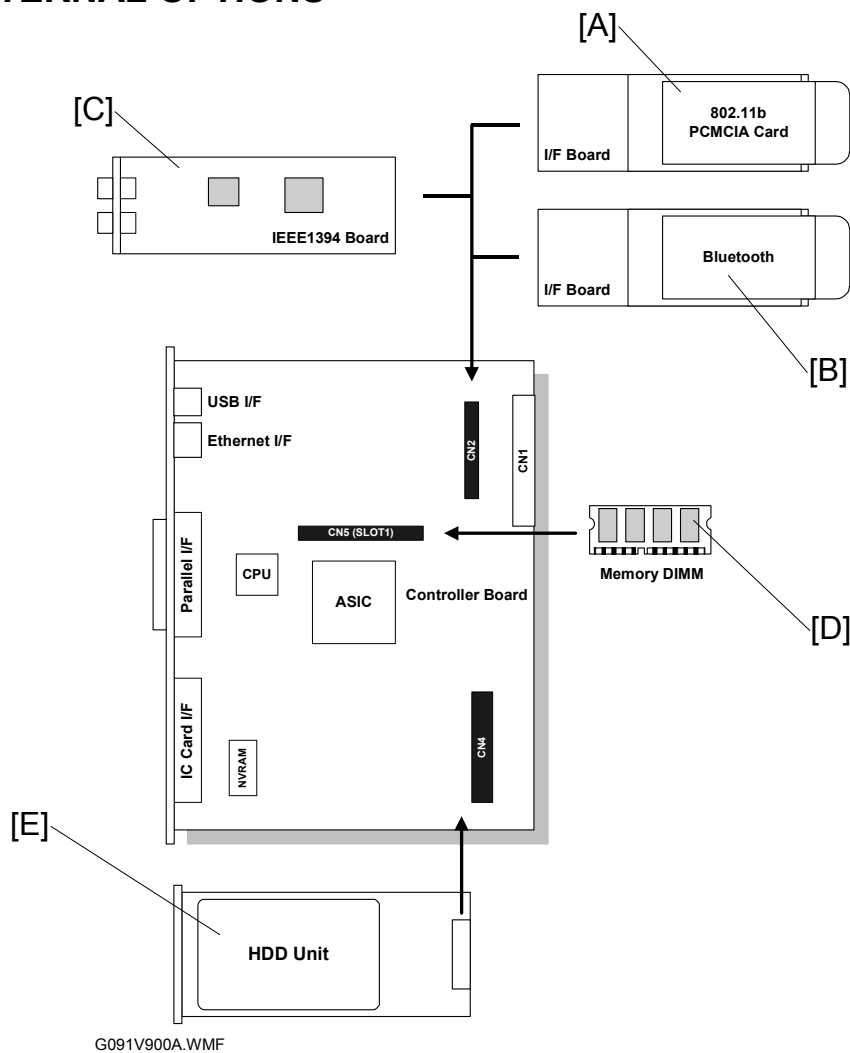 [A]
[C]
802.11b
PCMCIA Card
I/F Board
IEEE1394 Board
Bluetooth
I/F Board
[B]
USB I/F
Ethernet I/F
CN2
CN1
CN5 (SLOT1)
Parallel I/F
CPU
ASIC
Controller Board
Memory DIMM
[D]
IC Card I/F
NVRAM
CN4
[E]
HDD Unit
G091V900A.WMF